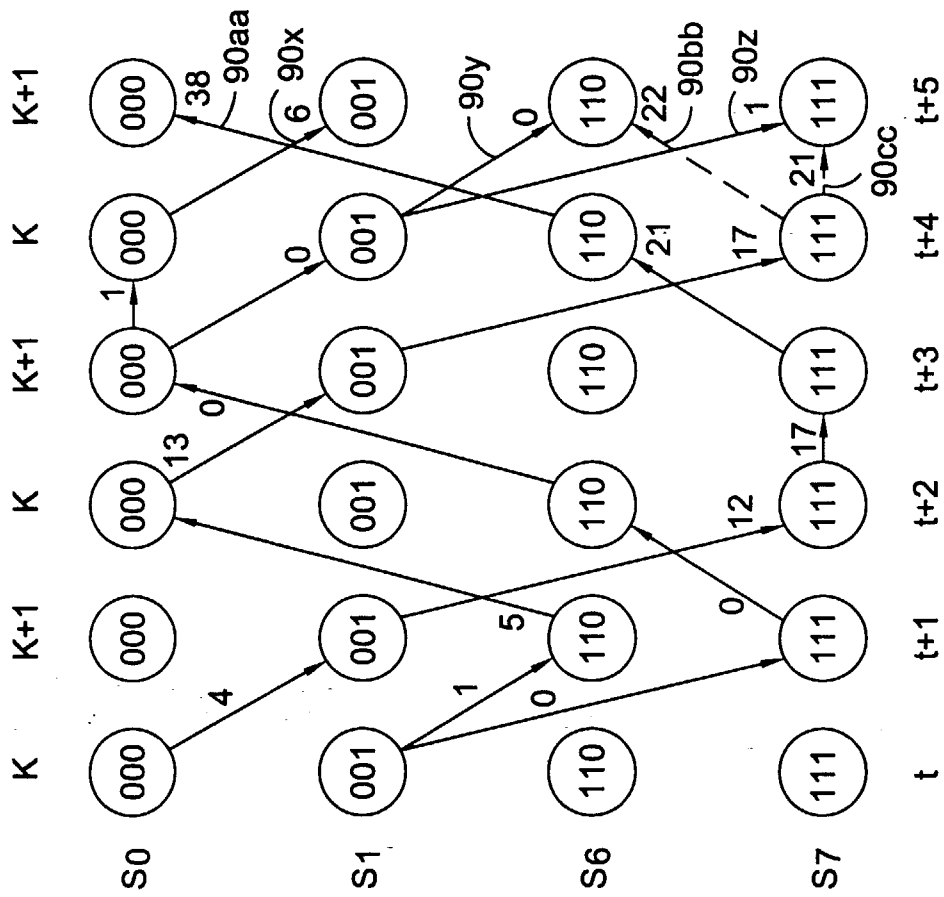 K K+1 K K+1 K K+1
S0 000 000 000 000 000 000
4 13 0 1 0 38 90aa
6 90x
S1 001 001 001 001 001 001
1 0 5 90y
S6 110 110 110 110 110 110
0 12 21 17 0 22 90bb
1 90z
S7 111 111 111 111 111 111
17 21 90cc
t t+1 t+2 t+3 t+4 t+5